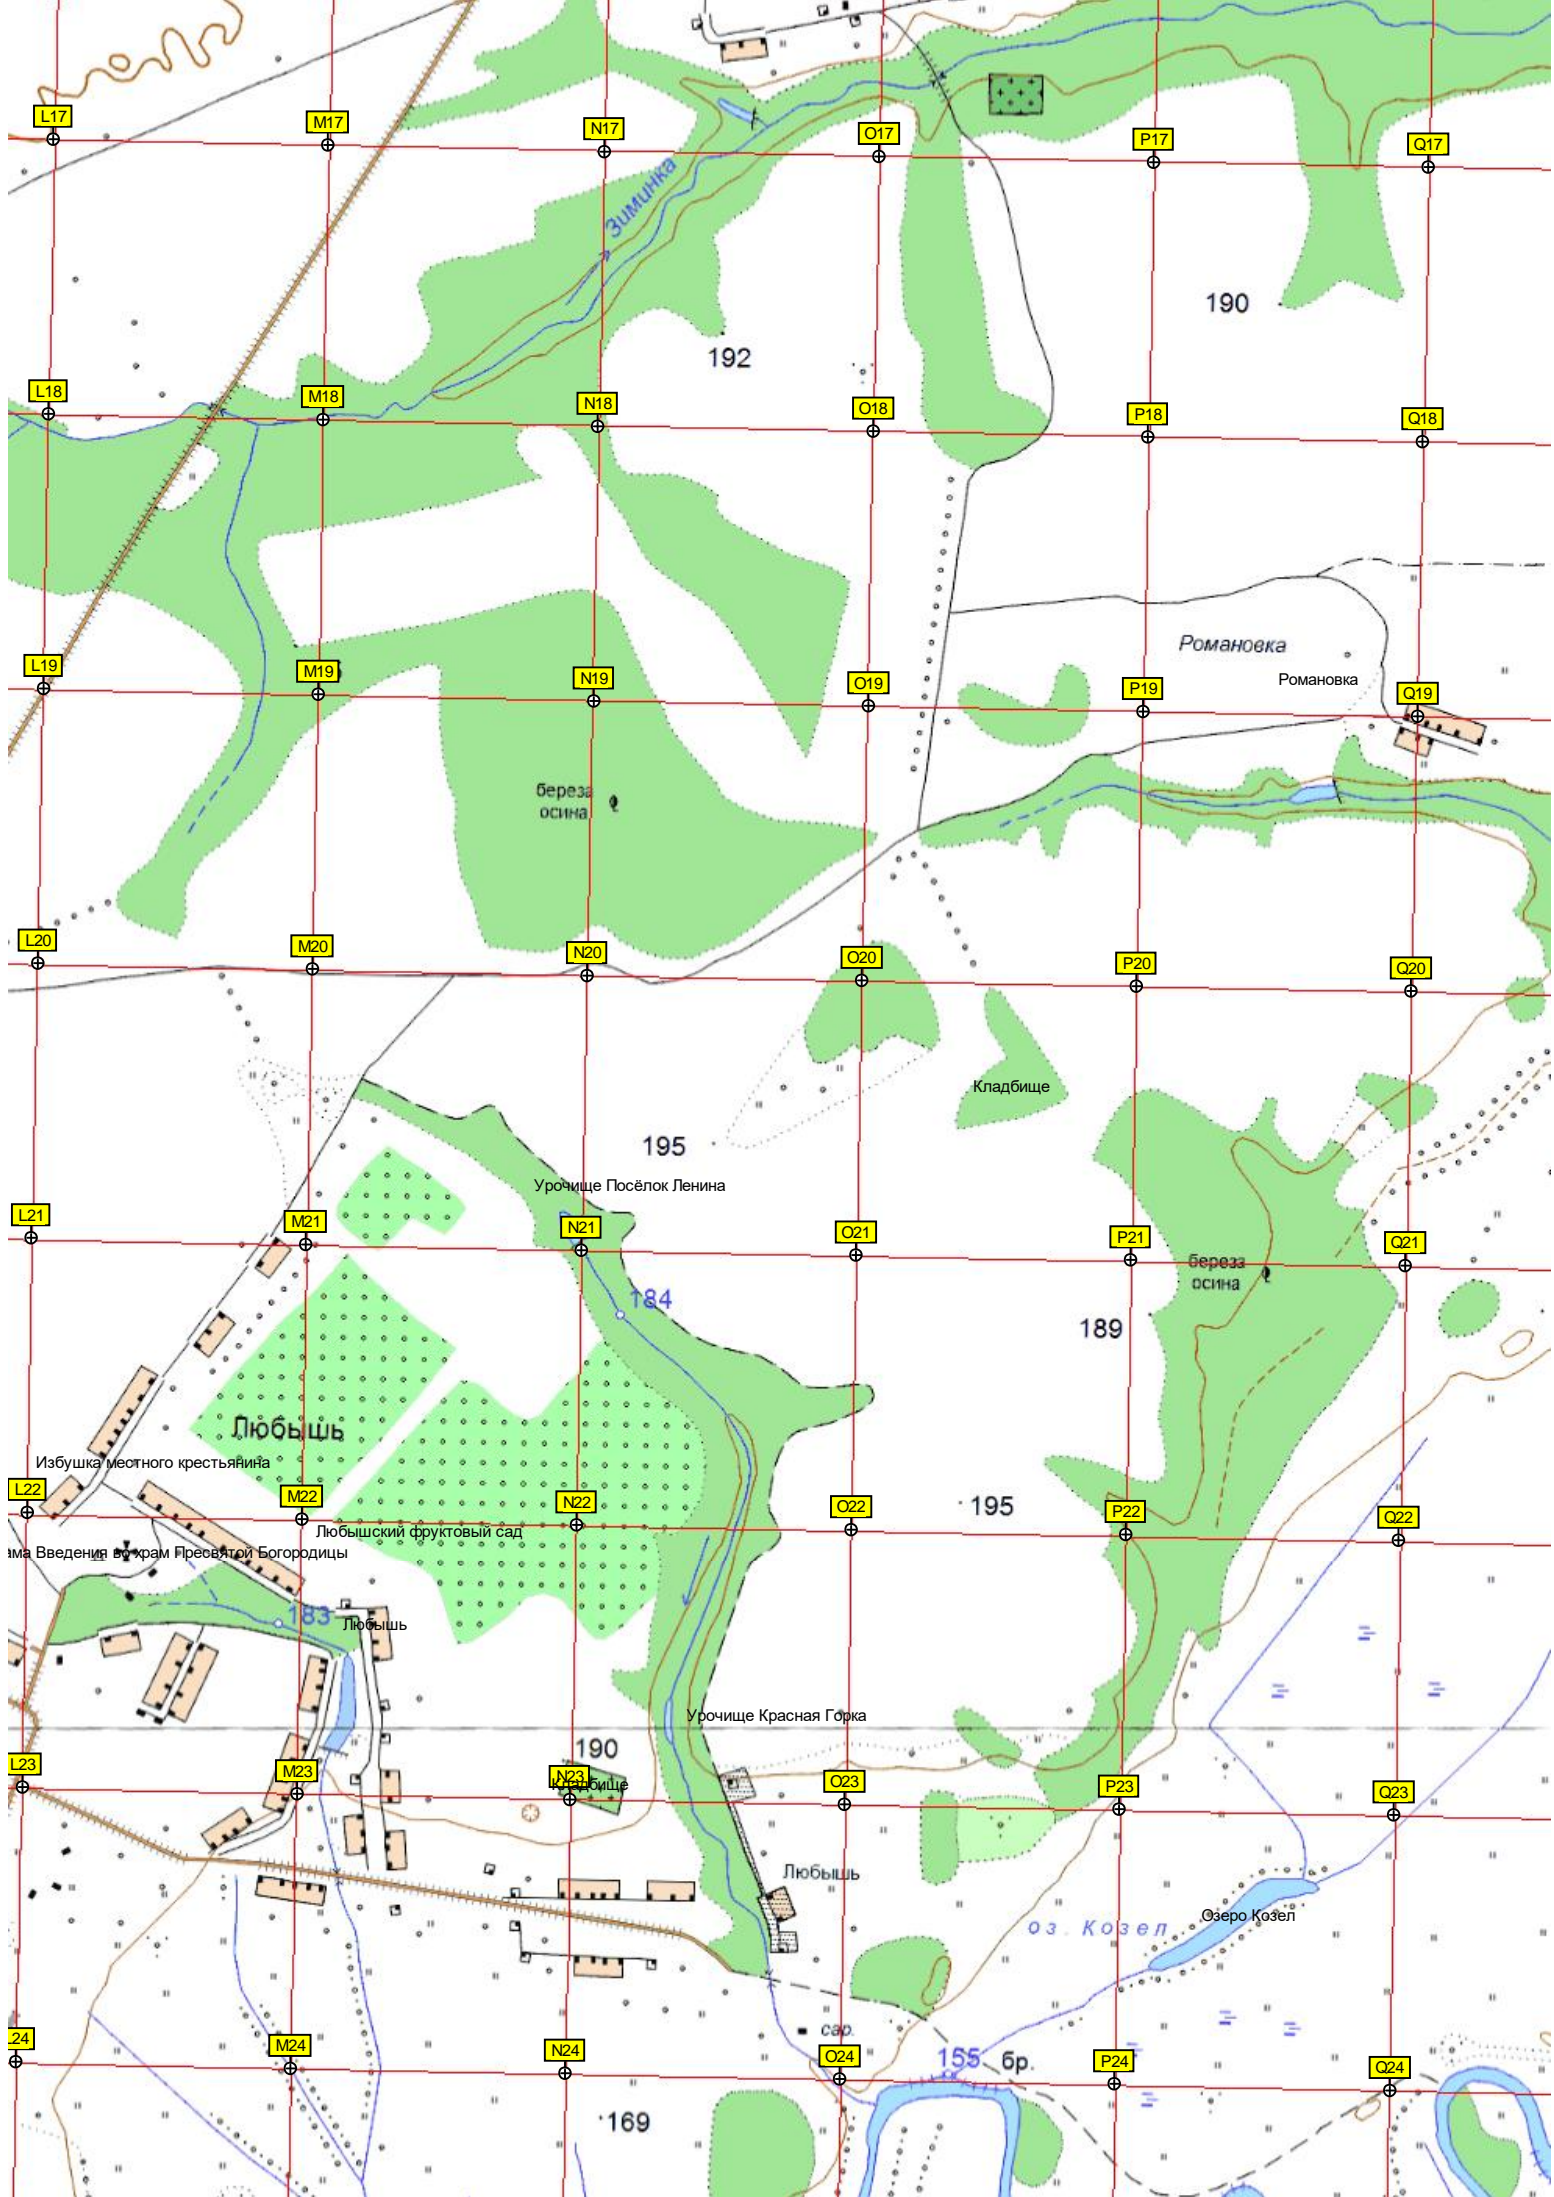 L17
M17
N17
O17
P17
Q17
Зиминка
190
192
L18
M18
N18
O18
P18
Q18
Романовка
Романовка
L19
M19
N19
O19
P19
Q19
береза
осина
L20
M20
N20
O20
P20
Q20
Кладбище
195
Урочище Посёлок Ленина
L21
M21
N21
O21
P21
Q21
береза
осина
184
189
Любышь
Избушка местного крестьянина
L22
M22
N22
O22
195
P22
Q22
Любышский фруктовый сад
ама Введения во храм Пресвятой Богородицы
183
Любышь
Урочище Красная Горка
190
L23
M23
N23
Кладбище
O23
P23
Q23
Любышь
Озеро Козел
оз. Козел
сар.
L24
M24
N24
O24
155
бр.
P24
Q24
169